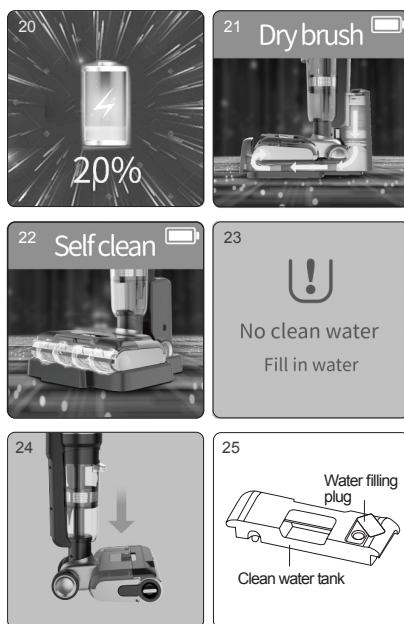 20
20%
21
Dry brush
22
Self clean
23
No clean water
Fill in water
24
25
Water filling
plug
Clean water tank